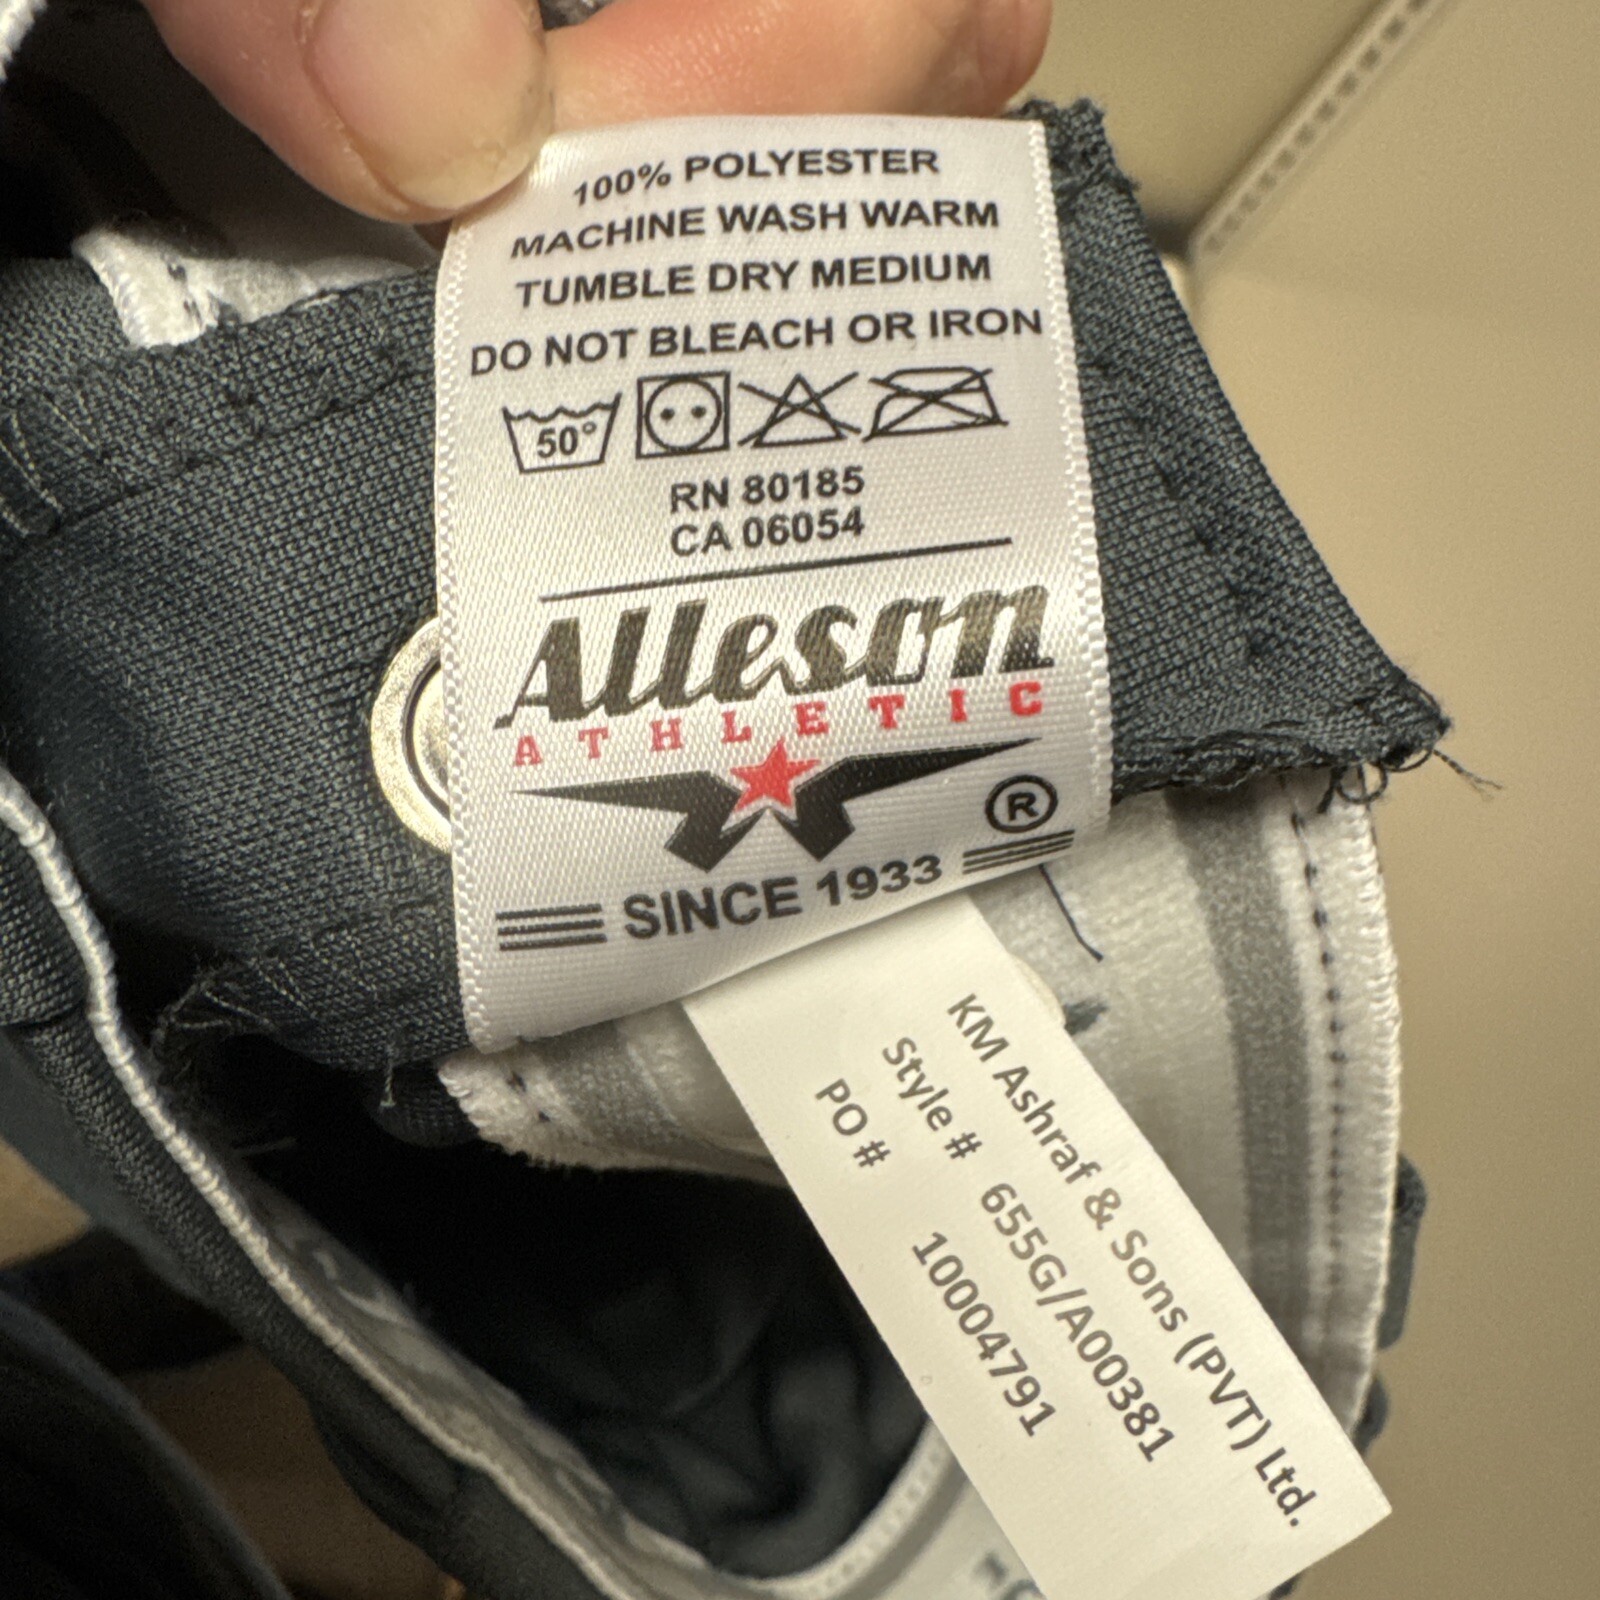 100% POLYESTER
MACHINE WASH WARM
TUMBLE DRY MEDIUM
DO NOT BLEACH OR IRON
50°
RN 80185
CA 06054
Alleson
ATHLETIC
®
SINCE 1933
KM Ashraf & Sons (PVT) Ltd.
Style # 655G/A00381
PO # 10004791